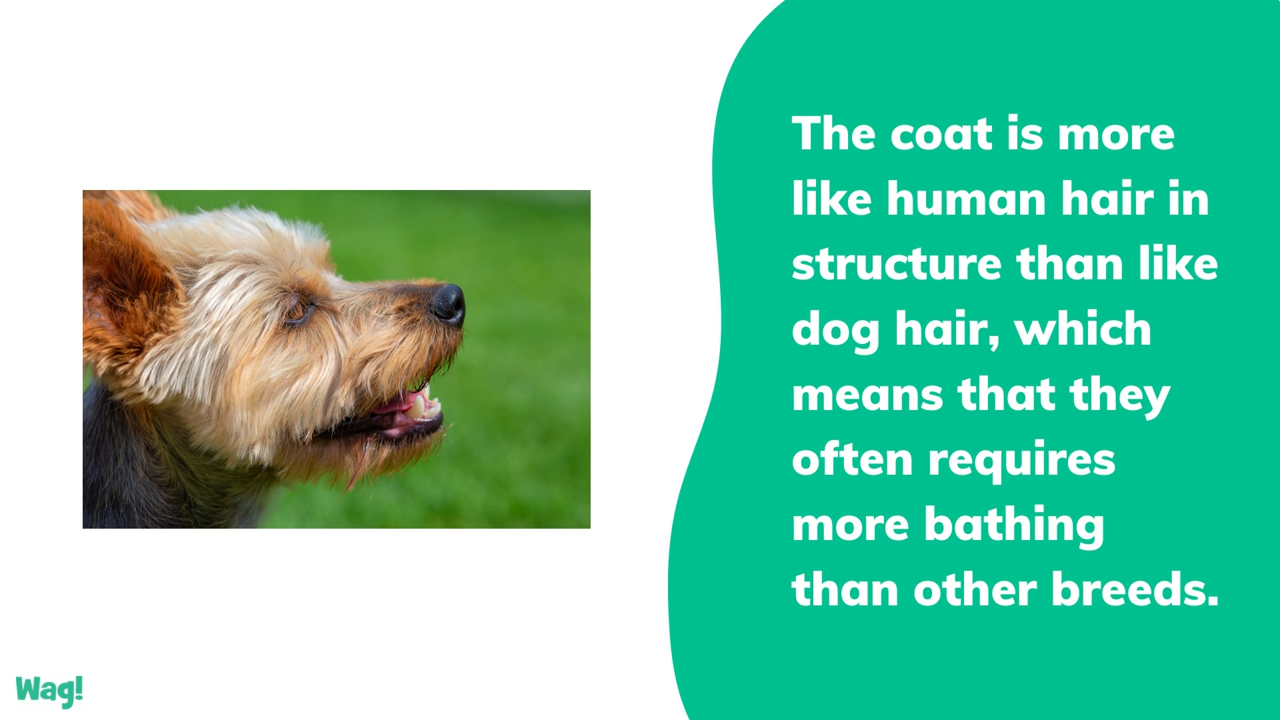 The coat is more
like human hair in
structure than like
dog hair, which
means that they
often requires
more bathing
than other breeds.
Wag!